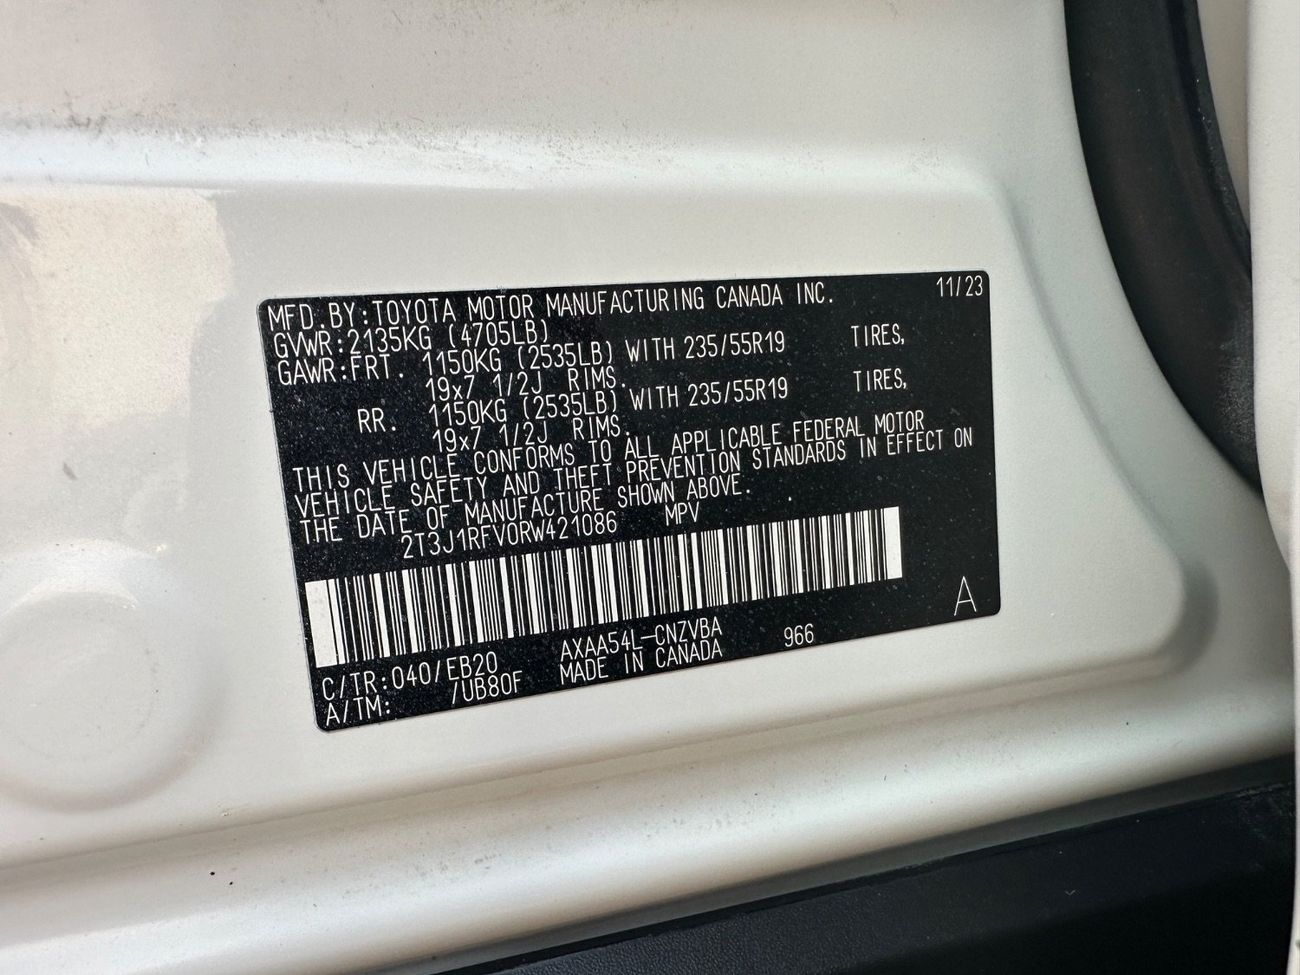 MFD.BY:TOYOTA MOTOR MANUFACTURING CANADA INC. 11/23
GVWR:2135KG (4705LB)
GAWR:FRT. 1150KG (2535LB) WITH 235/55R19 TIRES,
19x7 1/2J RIMS.
RR. 1150KG (2535LB) WITH 235/55R19 TIRES,
19x7 1/2J RIMS.
THIS VEHICLE CONFORMS TO ALL APPLICABLE FEDERAL MOTOR
VEHICLE SAFETY AND THEFT PREVENTION STANDARDS IN EFFECT ON
THE DATE OF MANUFACTURE SHOWN ABOVE.
2T3J1RFV0RW421086 MPV
C/TR:040/EB20 AXAA54L-CNZVBA 966 A
A/TM: /UB80F MADE IN CANADA